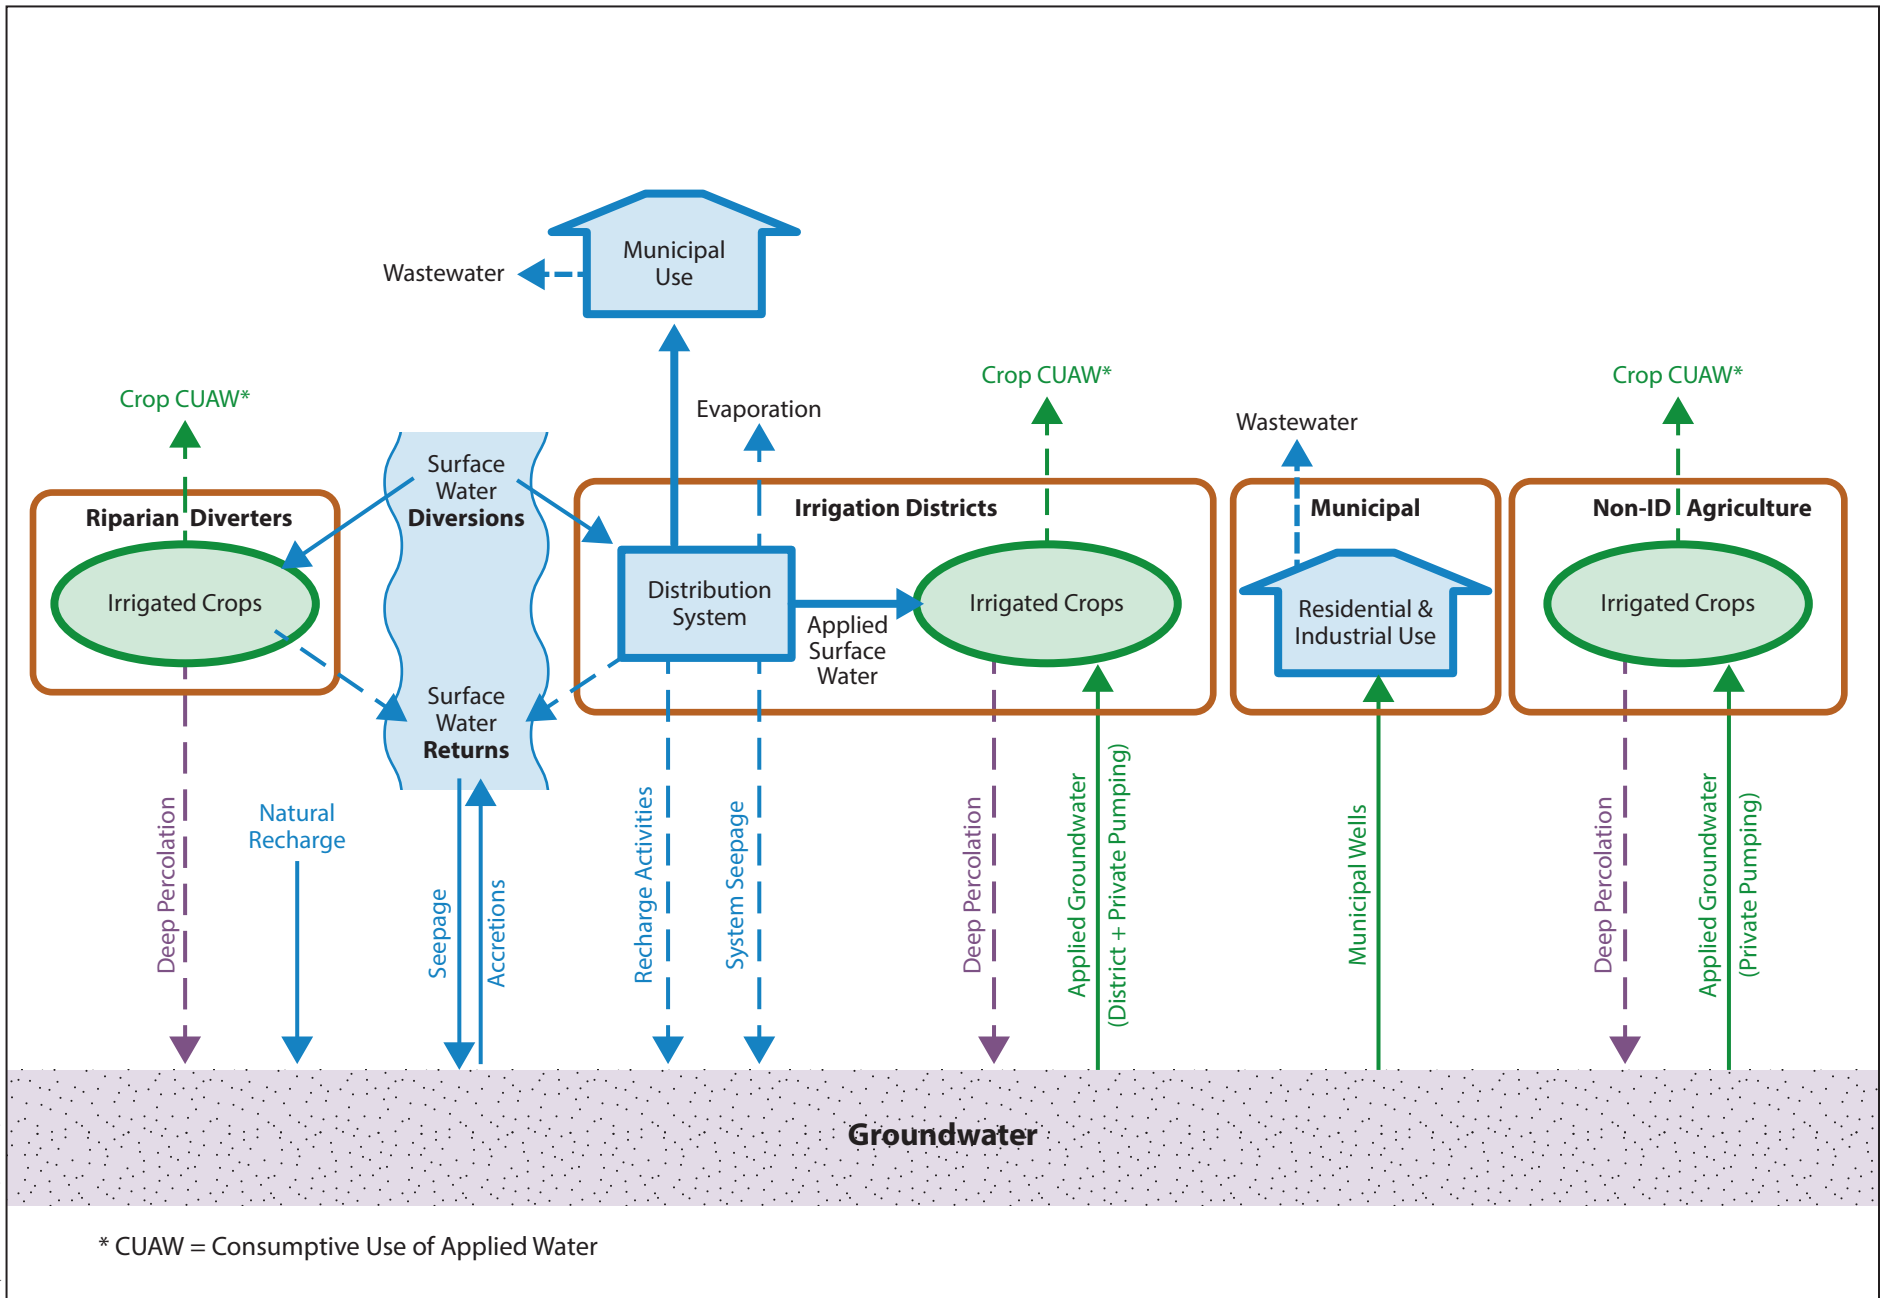 Municipal
Use
Wastewater
Crop CUAW*
Evaporation
Crop CUAW*
Wastewater
Crop CUAW*
Riparian Diverters
Surface
Water
Diversions
Irrigation Districts
Municipal
Non-ID Agriculture
Irrigated Crops
Distribution
System
Applied
Surface
Water
Irrigated Crops
Residential &
Industrial Use
Irrigated Crops
Surface
Water
Returns
Deep Percolation
Natural
Recharge
Seepage
Accretions
Recharge Activities
System Seepage
Deep Percolation
Applied Groundwater
(District + Private Pumping)
Municipal Wells
Deep Percolation
Applied Groundwater
(Private Pumping)
Groundwater
* CUAW = Consumptive Use of Applied Water